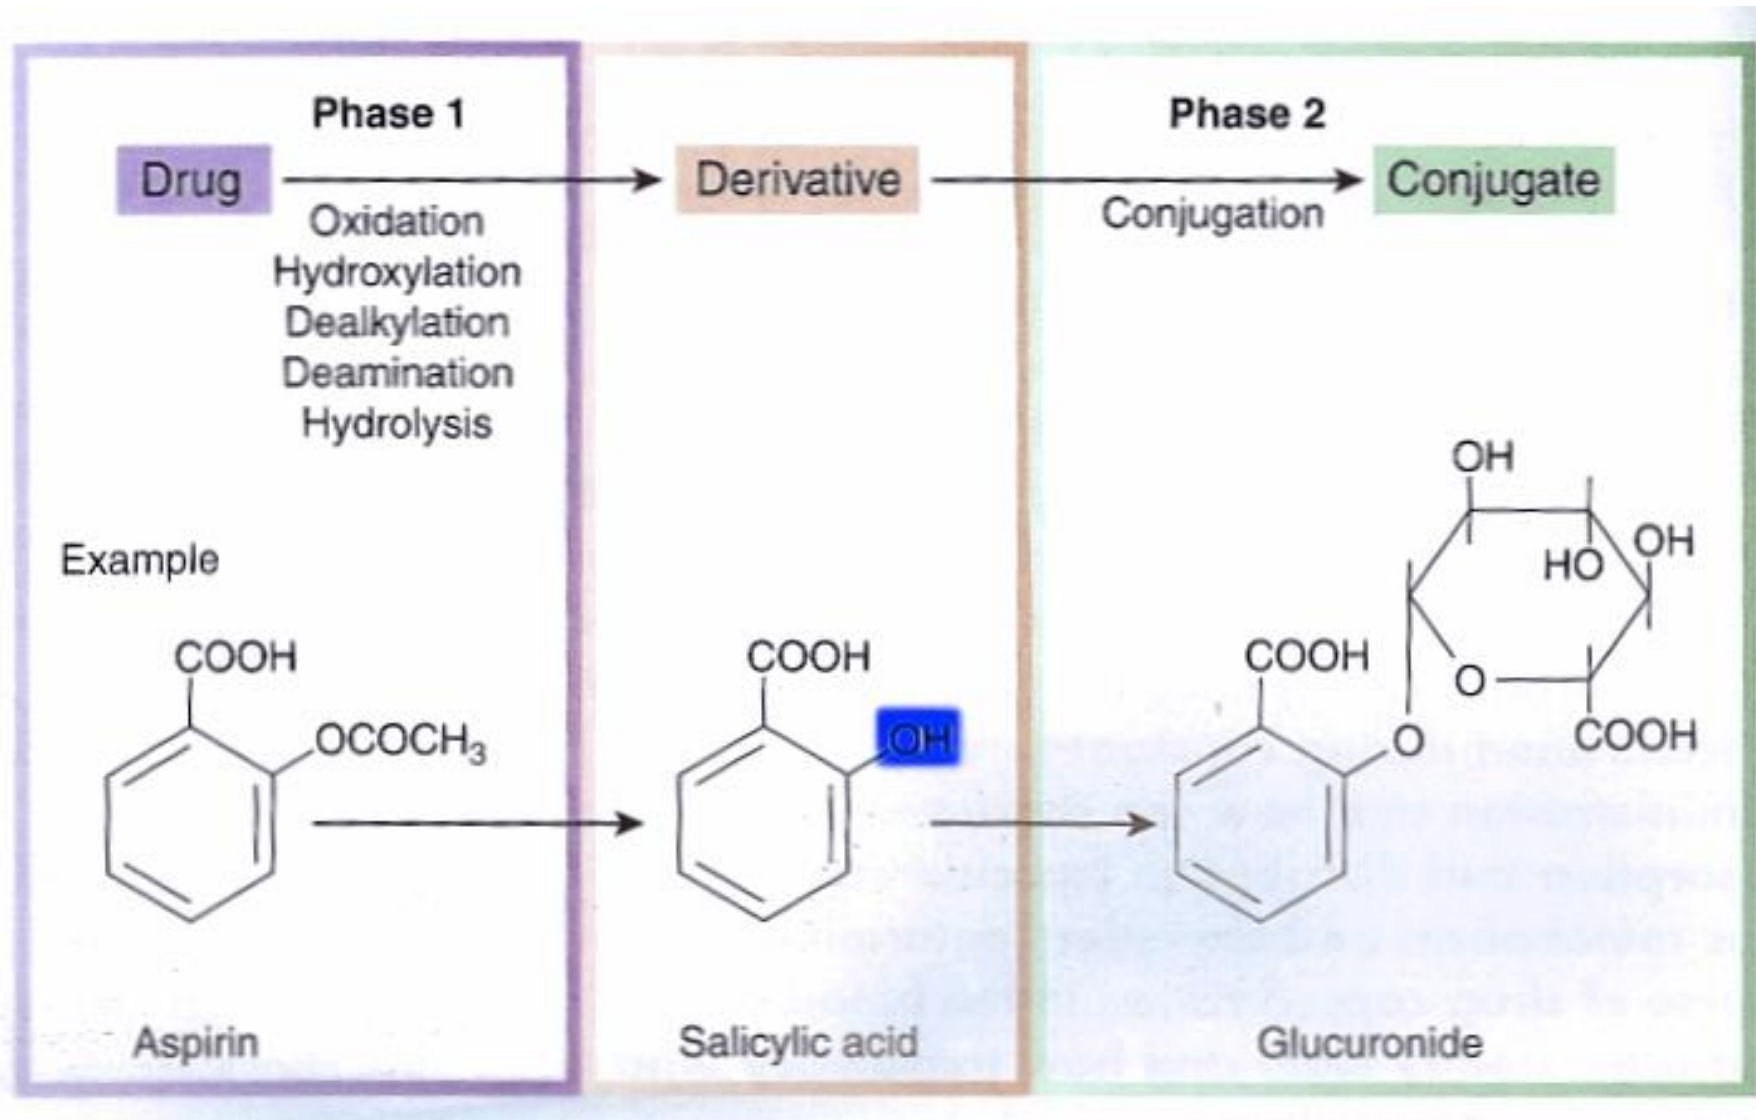 Phase 1
Phase 2
Drug
Derivative
Conjugate
Oxidation
Hydroxylation
Dealkylation
Deamination
Hydrolysis
Conjugation
Example
COOH
OCOCH3
COOH
OH
COOH
O
OH
HO
OH
O
COOH
Aspirin
Salicylic acid
Glucuronide